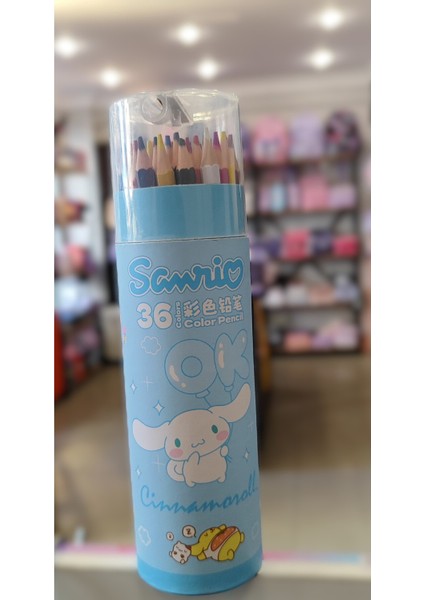 Sanrio
36 Colors 彩色铅笔
Color Pencil
OK
Cinnamoroll
z